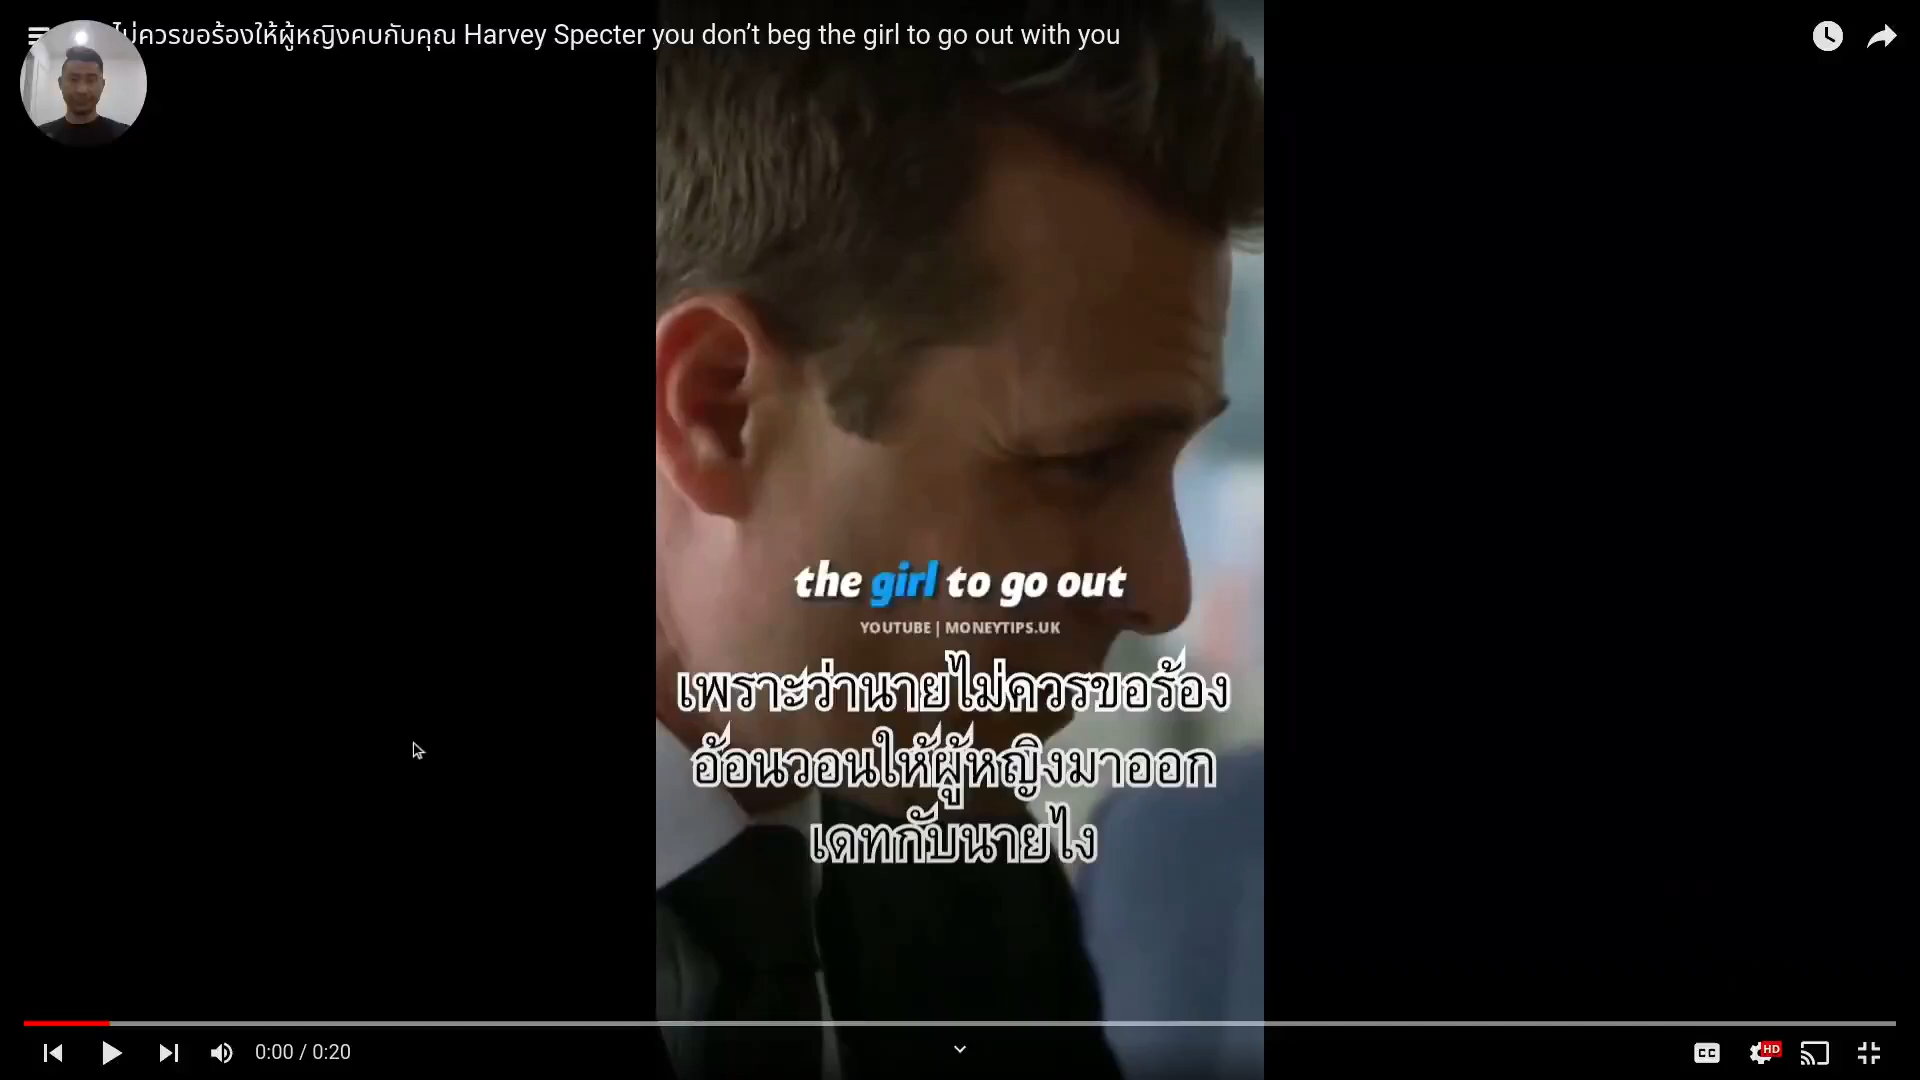 ไม่ควรขอร้องให้ผู้หญิงคบกับคุณ Harvey Specter you don’t beg the girl to go out with you
the girl to go out
YOUTUBE | MONEYTIPS.UK
เพราะว่านายไม่ควรขอร้อง
อ้อนวอนให้ผู้หญิงมาออก
เดทกับนายไง
0:00 / 0:20
CC
HD